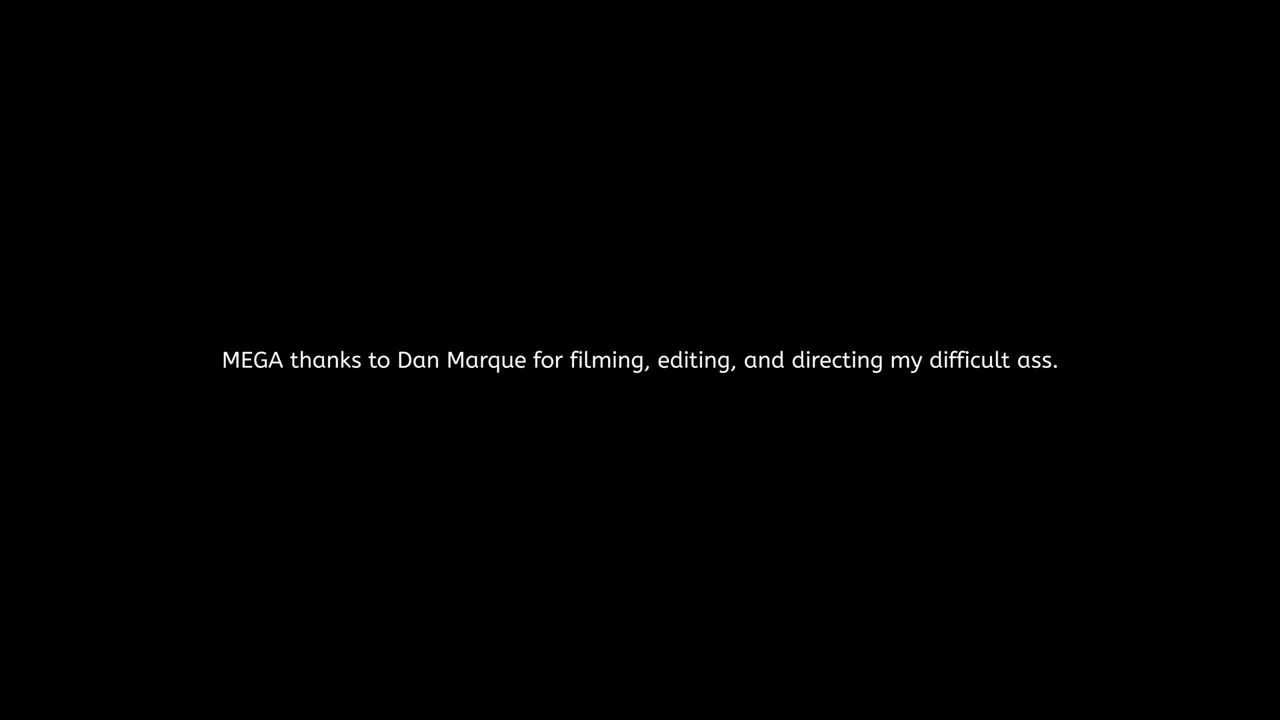 MEGA thanks to Dan Marque for filming, editing, and directing my difficult ass.